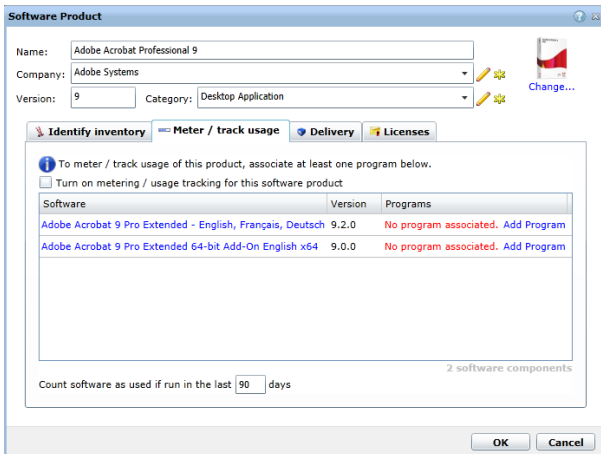 Software Product
Name: Adobe Acrobat Professional 9
Company: Adobe Systems
Change...
Version: 9 Category: Desktop Application
Identify inventory Meter / track usage Delivery Licenses
To meter / track usage of this product, associate at least one program below.
Turn on metering / usage tracking for this software product
Software Version Programs
Adobe Acrobat 9 Pro Extended - English, Français, Deutsch 9.2.0 No program associated. Add Program
Adobe Acrobat 9 Pro Extended 64-bit Add-On English x64 9.0.0 No program associated. Add Program
2 software components
Count software as used if run in the last 90 days
OK Cancel